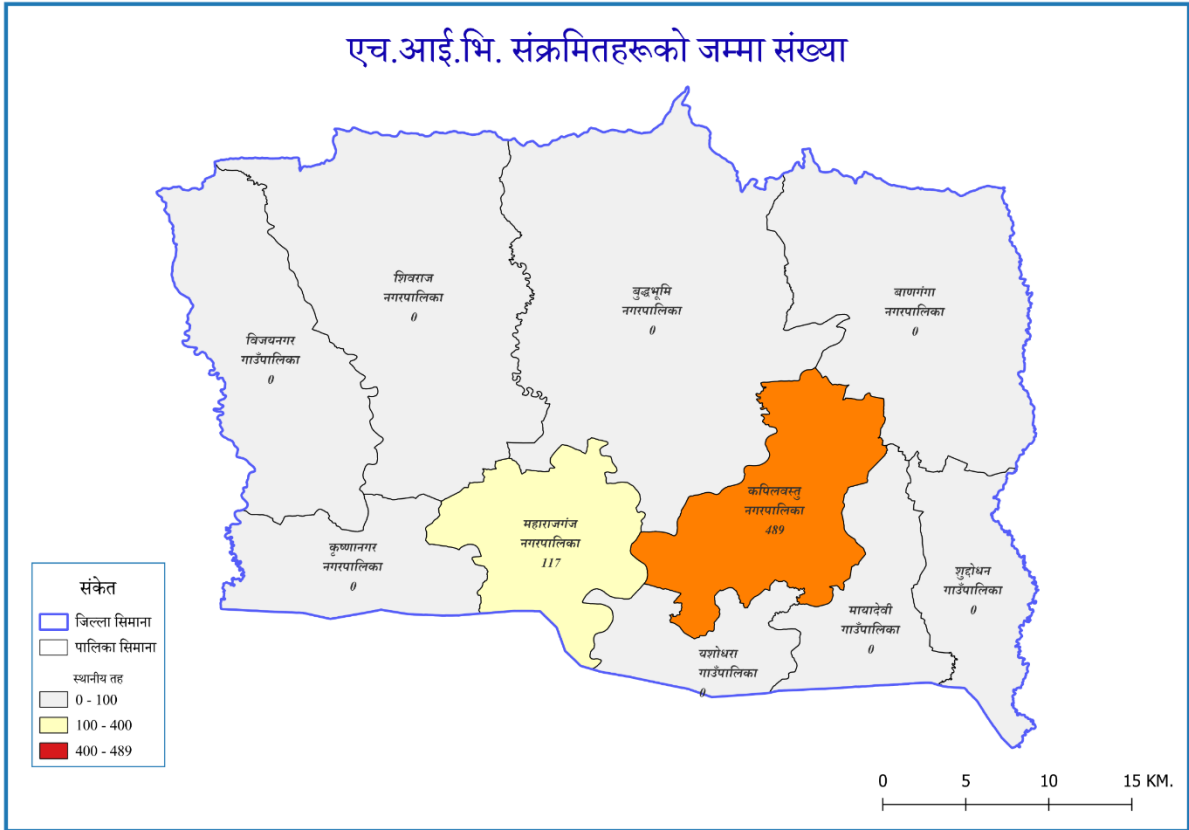 एच.आई.भि. संक्रमितहरूको जम्मा संख्या
शिवराज
नगरपालिका
0
बुद्धभूमि
नगरपालिका
0
बाणगंगा
नगरपालिका
0
विजयनगर
गाउँपालिका
0
कपिलवस्तु
नगरपालिका
489
महाराजगंज
नगरपालिका
117
कृष्णानगर
नगरपालिका
0
शुद्दोधन
गाउँपालिका
0
मायादेवी
गाउँपालिका
0
यशोधरा
गाउँपालिका
0
संकेत
जिल्ला सिमाना
पालिका सिमाना
स्थानीय तह
0 - 100
100 - 400
400 - 489
0 5 10 15 KM.